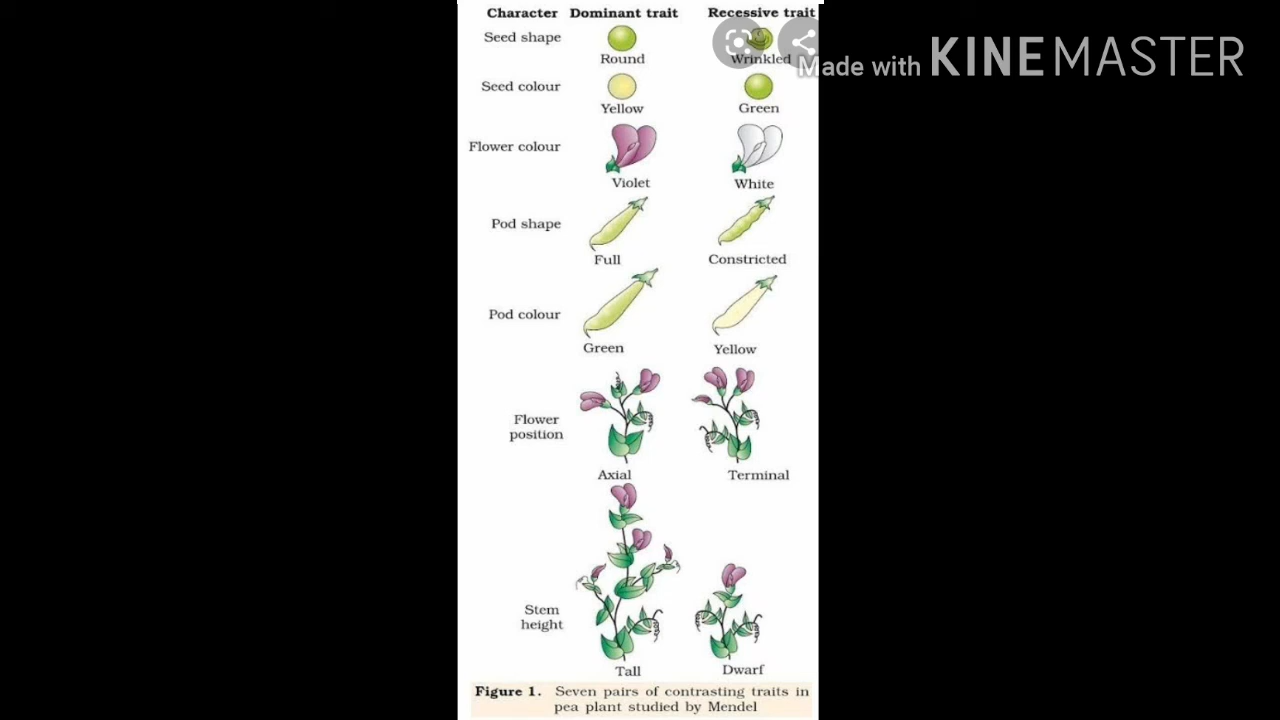 Character Dominant trait Recessive trait
Seed shape
Round Wrinkled
Made with KINEMASTER
Seed colour
Yellow Green
Flower colour
Violet White
Pod shape
Full Constricted
Pod colour
Green Yellow
Flower
position
Axial Terminal
Stem
height
Tall Dwarf
Figure 1. Seven pairs of contrasting traits in
pea plant studied by Mendel